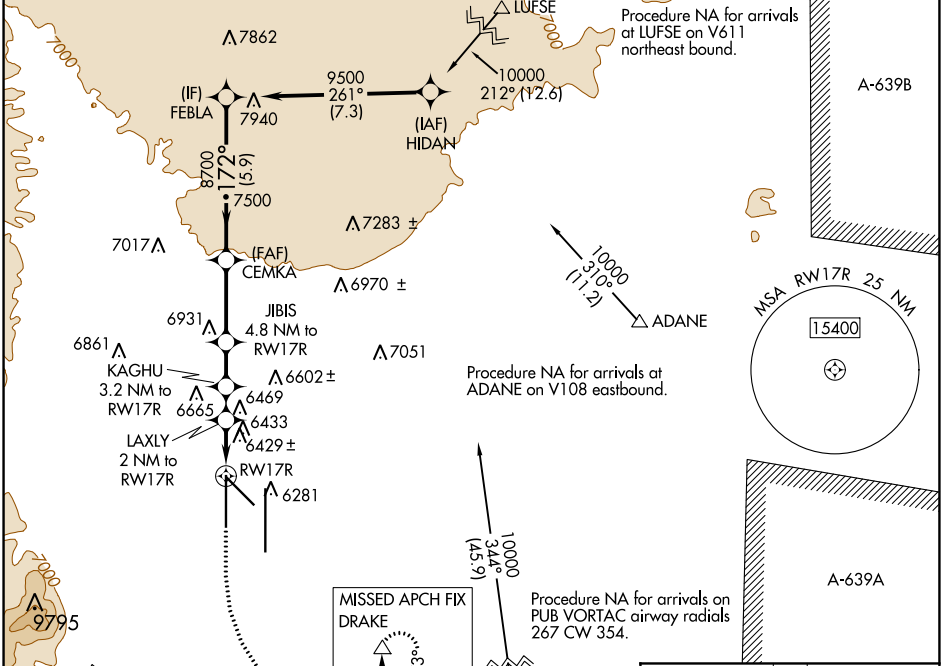 LUFSE
Procedure NA for arrivals
at LUFSE on V611
northeast bound.
7000
7000
7862
10000
212° (12.6)
9500
261°
(7.3)
(IF)
FEBLA
7940
(IAF)
HIDAN
A-639B
8700
172°
(5.9)
7500
7283 ±
7017
(FAF)
CEMKA
6970 ±
10000
310°
(11.2)
ADANE
MSA RW17R 25 NM
15400
JIBIS
4.8 NM to
RW17R
6931
6861
7051
KAGHU
3.2 NM to
RW17R
6602 ±
6665
6469
6433
6429 ±
Procedure NA for arrivals at
ADANE on V108 eastbound.
LAXLY
2 NM to
RW17R
RW17R
6281
10000
344°
(45.9)
7000
9795
A-639A
MISSED APCH FIX
DRAKE
3°
Procedure NA for arrivals on
PUB VORTAC airway radials
267 CW 354.